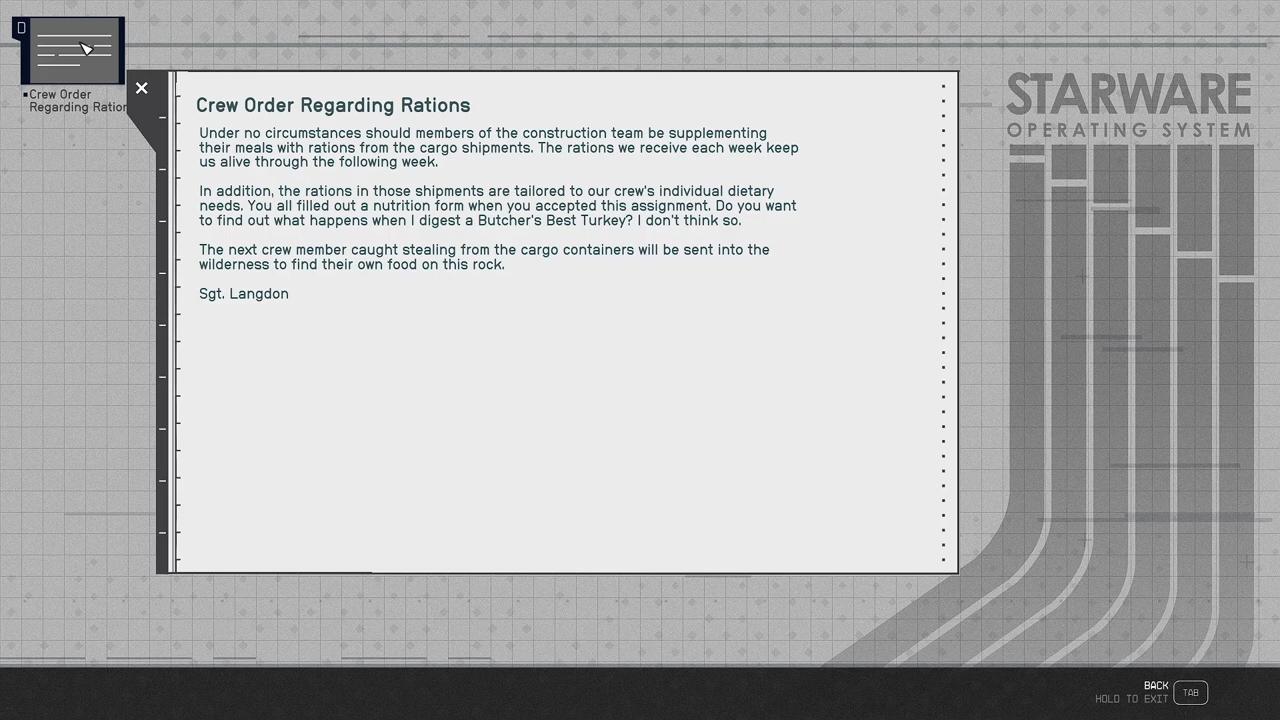 D
Crew Order
Regarding Ration
Crew Order Regarding Rations
Under no circumstances should members of the construction team be supplementing
their meals with rations from the cargo shipments. The rations we receive each week keep
us alive through the following week.
In addition, the rations in those shipments are tailored to our crew's individual dietary
needs. You all filled out a nutrition form when you accepted this assignment. Do you want
to find out what happens when I digest a Butcher's Best Turkey? I don't think so.
The next crew member caught stealing from the cargo containers will be sent into the
wilderness to find their own food on this rock.
Sgt. Langdon
STARWARE
OPERATING SYSTEM
BACK
HOLD TO EXIT
TAB